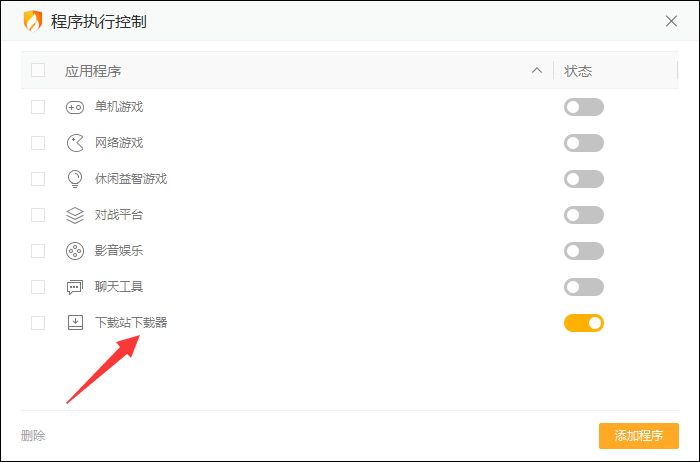 程序执行控制
应用程序 状态
单机游戏
网络游戏
休闲益智游戏
对战平台
影音娱乐
聊天工具
下载站下载器
删除 添加程序